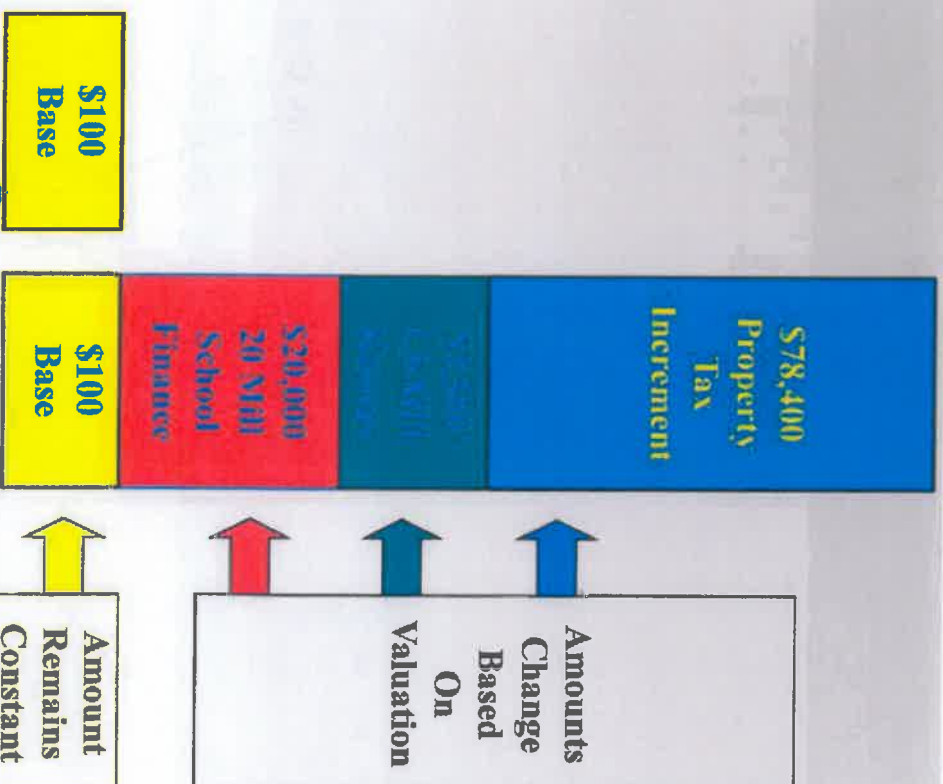 $100
Base
$78,400
Property
Tax
Increment
$20,000
20 Mill
School
Finance
$100
Base
Amounts
Change
Based
On
Valuation
Amount
Remains
Constant